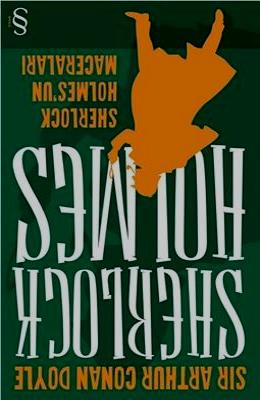 SIR ARTHUR CONAN DOYLE
SHERLOCK
HOLMES
SHERLOCK
HOLMES'UN
MACERALARI
S